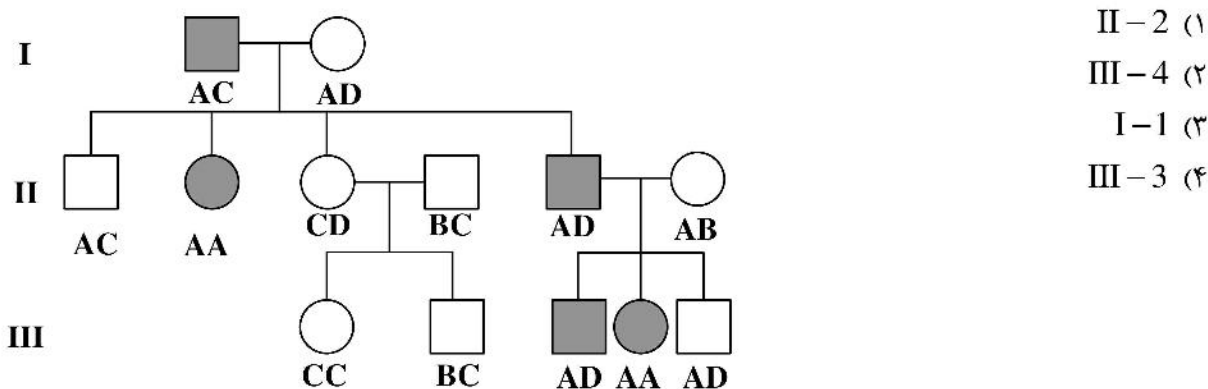 I
AC AD
II
AC AA CD BC AD AB
III
CC BC AD AA AD
۱) II – 2
۲) III – 4
۳) I – 1
۴) III – 3